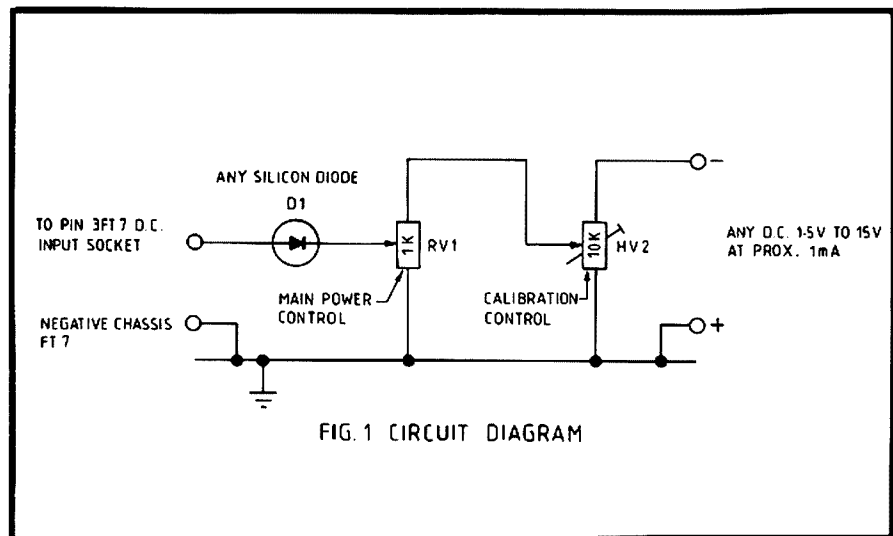 ANY SILICON DIODE
D1
TO PIN 3FT7 D.C.
INPUT SOCKET
1K
RV1
10K
HV2
-
ANY D.C. 1·5V TO 15V
AT PROX. 1mA
MAIN POWER
CONTROL
CALIBRATION
CONTROL
NEGATIVE CHASSIS
FT 7
+
FIG. 1 CIRCUIT DIAGRAM